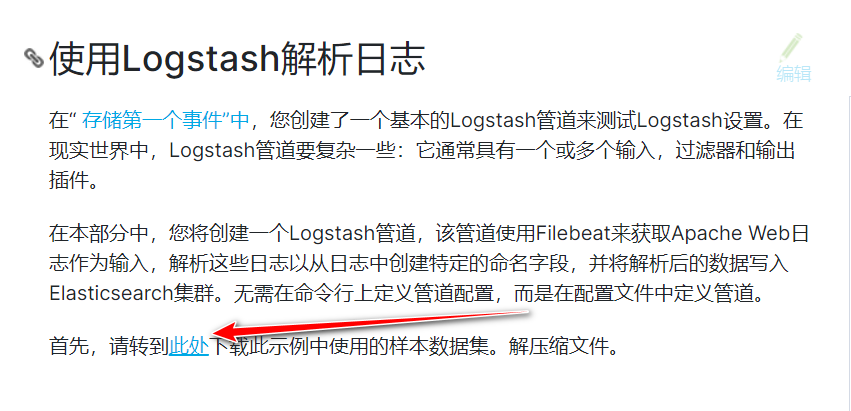 使用Logstash解析日志
编辑
在“ 存储第一个事件”中，您创建了一个基本的Logstash管道来测试Logstash设置。在
现实世界中，Logstash管道要复杂一些：它通常具有一个或多个输入，过滤器和输出
插件。
在本部分中，您将创建一个Logstash管道，该管道使用Filebeat来获取Apache Web日
志作为输入，解析这些日志以从日志中创建特定的命名字段，并将解析后的数据写入
Elasticsearch集群。无需在命令行上定义管道配置，而是在配置文件中定义管道。
首先，请转到此处下载此示例中使用的样本数据集。解压缩文件。